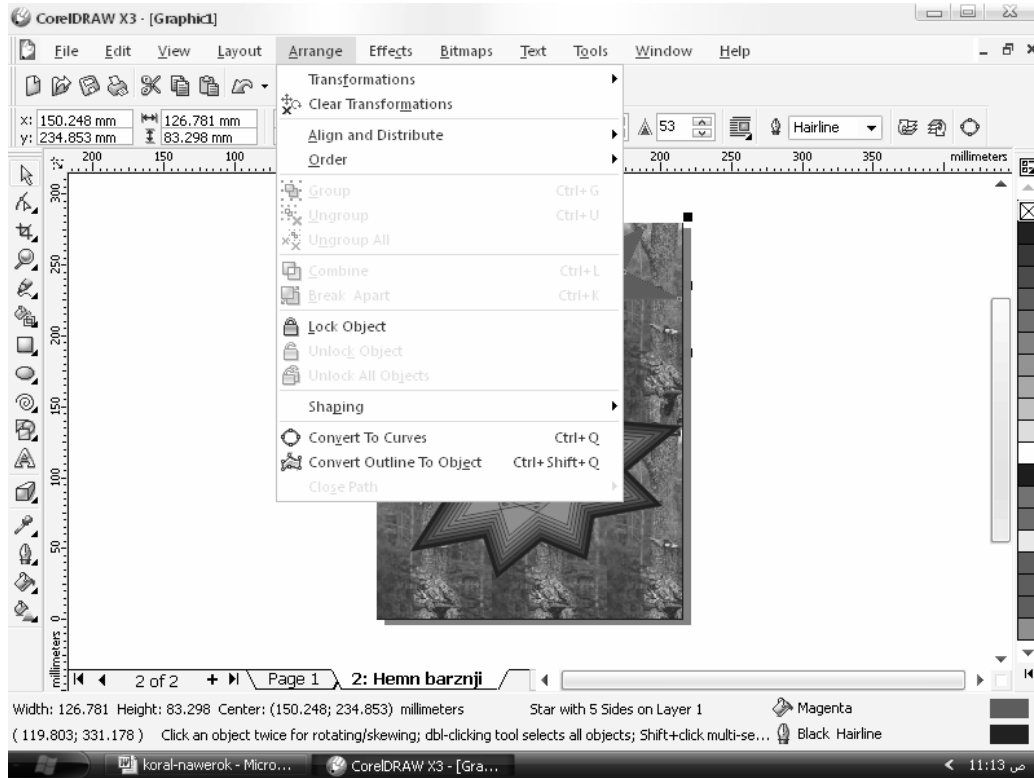 CorelDRAW X3 - [Graphic1]
File Edit View Layout Arrange Effects Bitmaps Text Tools Window Help
x: 150.248 mm 126.781 mm
y: 234.853 mm 83.298 mm
53 Hairline
200 150 100 200 250 300 350 millimeters
300
250
200
150
100
50
0
millimeters
Transformations
Clear Transformations
Align and Distribute
Order
Group Ctrl+G
Ungroup Ctrl+U
Ungroup All
Combine Ctrl+L
Break Apart Ctrl+K
Lock Object
Unlock Object
Unlock All Objects
Shaping
Convert To Curves Ctrl+Q
Convert Outline To Object Ctrl+Shift+Q
Close Path
2 of 2 Page 1 2: Hemn barznji
Width: 126.781 Height: 83.298 Center: (150.248; 234.853) millimeters Star with 5 Sides on Layer 1 Magenta
( 119.803; 331.178 ) Click an object twice for rotating/skewing; dbl-clicking tool selects all objects; Shift+click multi-se... Black Hairline
koral-nawerok - Micro... CorelDRAW X3 - [Gra... 11:13 ص